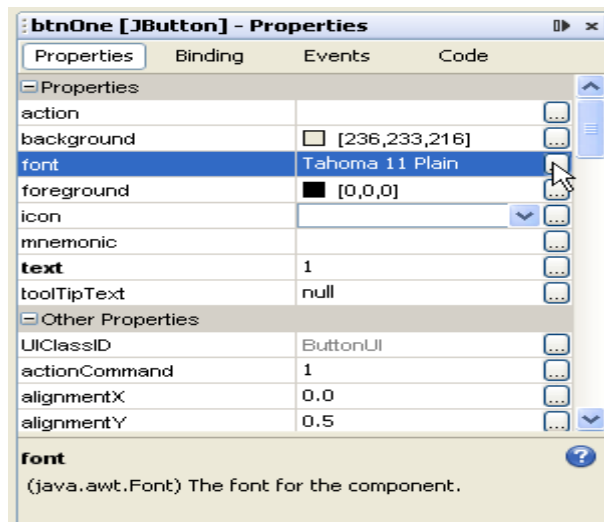 btnOne [JButton] - Properties
Properties Binding Events Code
Properties
action ...
background [236,233,216] ...
font Tahoma 11 Plain
foreground [0,0,0] ...
icon ...
mnemonic ...
text 1 ...
toolTipText null ...
Other Properties
UIClassID ButtonUI ...
actionCommand 1 ...
alignmentX 0.0 ...
alignmentY 0.5 ...
font ?
(java.awt.Font) The font for the component.